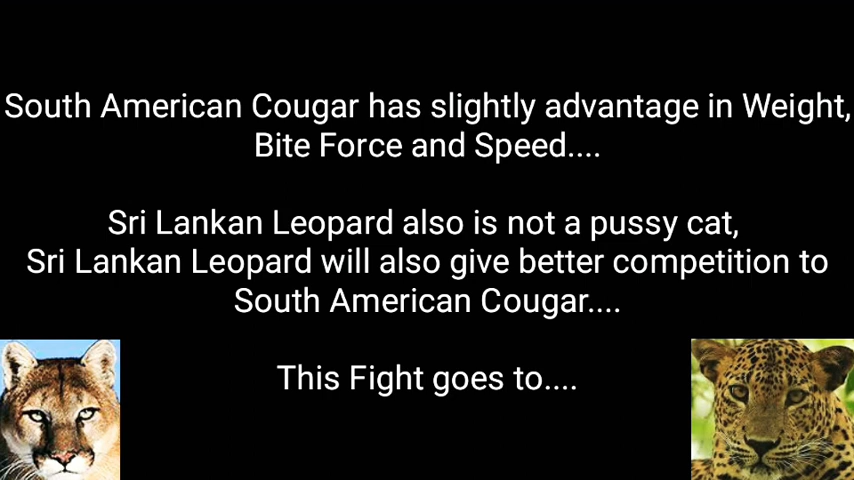 South American Cougar has slightly advantage in Weight,
Bite Force and Speed....
Sri Lankan Leopard also is not a pussy cat,
Sri Lankan Leopard will also give better competition to
South American Cougar....
This Fight goes to....